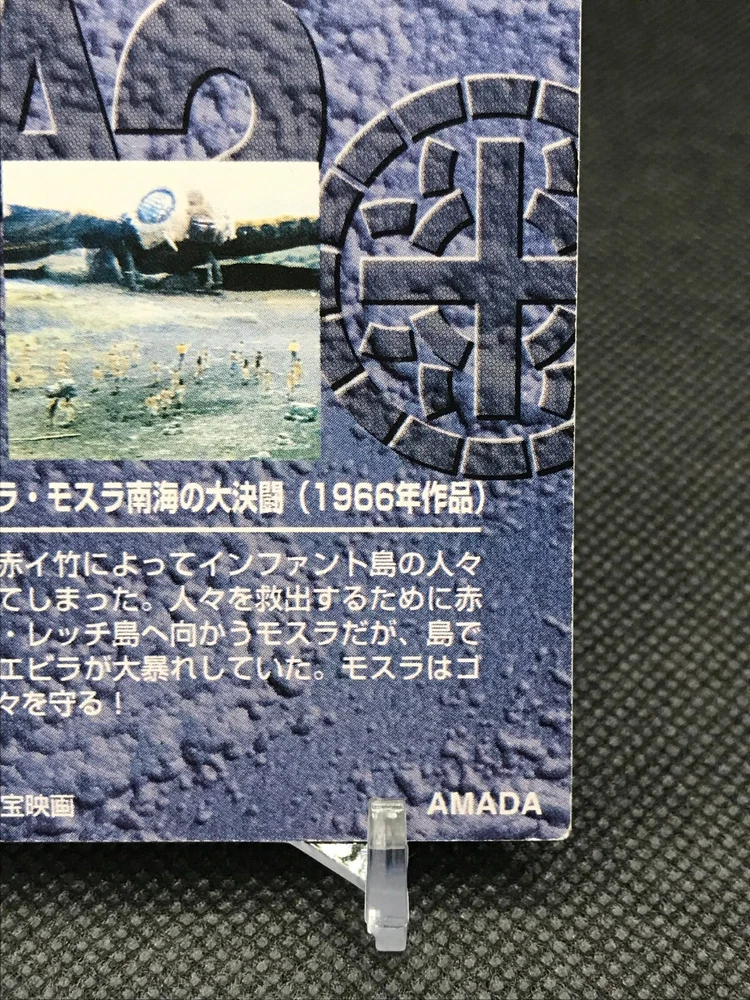 A2
ラ・モスラ南海の大決闘（1966年作品）
赤イ竹によってインファント島の人々
てしまった。人々を救出するために赤
・レッチ島へ向かうモスラだが、島で
エビラが大暴れしていた。モスラはゴ
々を守る！
宝映画
AMADA